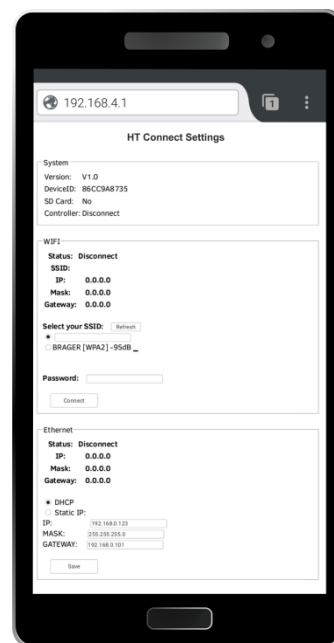 192.168.4.1
1
HT Connect Settings
System
Version: V1.0
DeviceID: 86CC9A8735
SD Card: No
Controller: Disconnect
WIFI
Status: Disconnect
SSID:
IP: 0.0.0.0
Mask: 0.0.0.0
Gateway: 0.0.0.0
Select your SSID: Refresh
BRAGER [WPA2] -95dB
Password:
Connect
Ethernet
Status: Disconnect
IP: 0.0.0.0
Mask: 0.0.0.0
Gateway: 0.0.0.0
DHCP
Static IP:
IP: 192.168.0.123
MASK: 255.255.255.0
GATEWAY: 192.168.0.101
Save